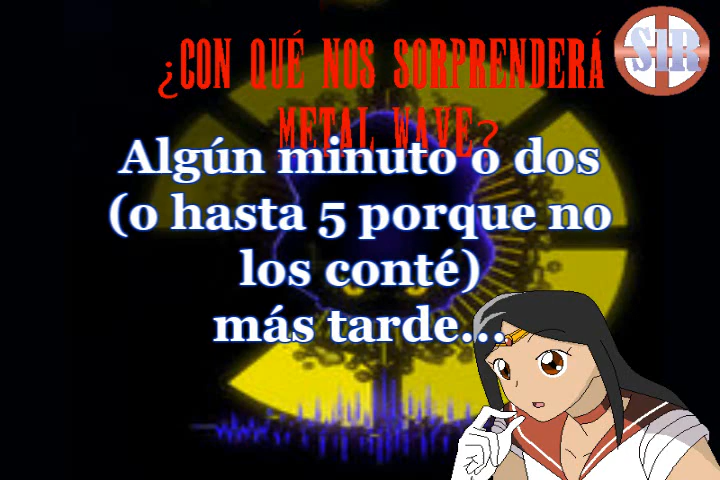 ¿CON QUÉ NOS SORPRENDERÁ
METAL WAVE?
SIR
Algún minuto o dos
(o hasta 5 porque no
los conté)
más tarde...